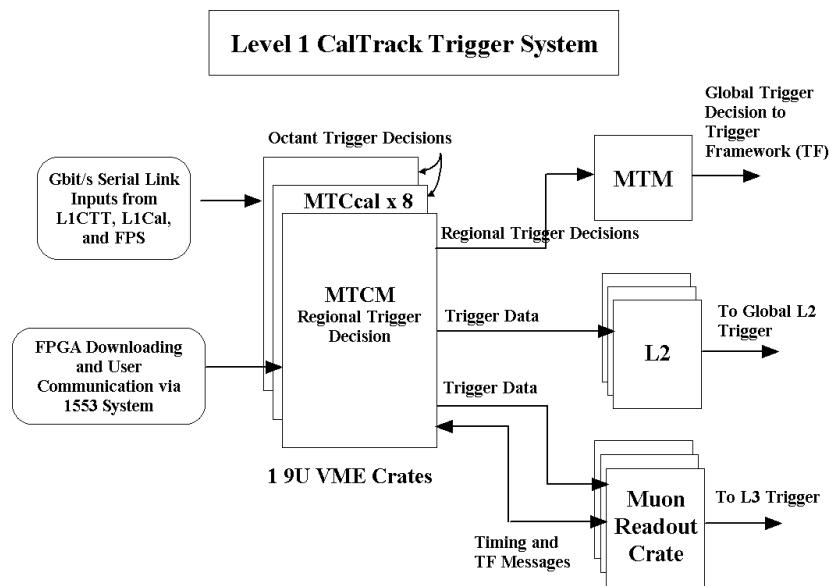 Level 1 CalTrack Trigger System
Global Trigger
Decision to
Trigger
Framework (TF)
Octant Trigger Decisions
Gbit/s Serial Link
Inputs from
L1CTT, L1Cal,
and FPS
MTCcal x 8
MTM
Regional Trigger Decisions
MTCM
Regional Trigger
Decision
Trigger Data
L2
To Global L2
Trigger
FPGA Downloading
and User
Communication via
1553 System
Trigger Data
1 9U VME Crates
Muon
Readout
Crate
To L3 Trigger
Timing and
TF Messages